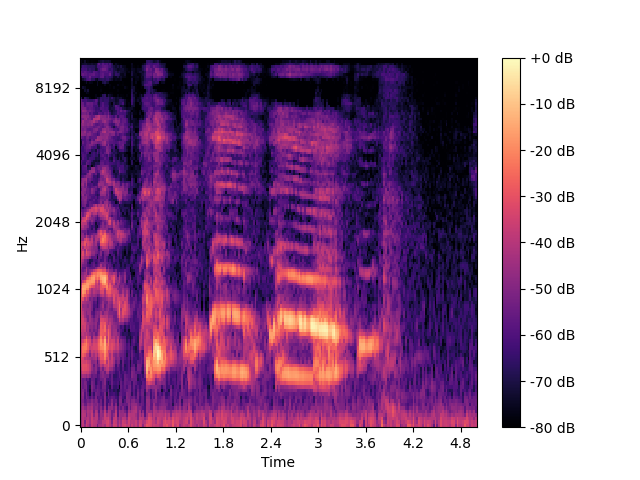 Hz
8192
4096
2048
1024
512
0
0 0.6 1.2 1.8 2.4 3 3.6 4.2 4.8
Time
+0 dB
-10 dB
-20 dB
-30 dB
-40 dB
-50 dB
-60 dB
-70 dB
-80 dB